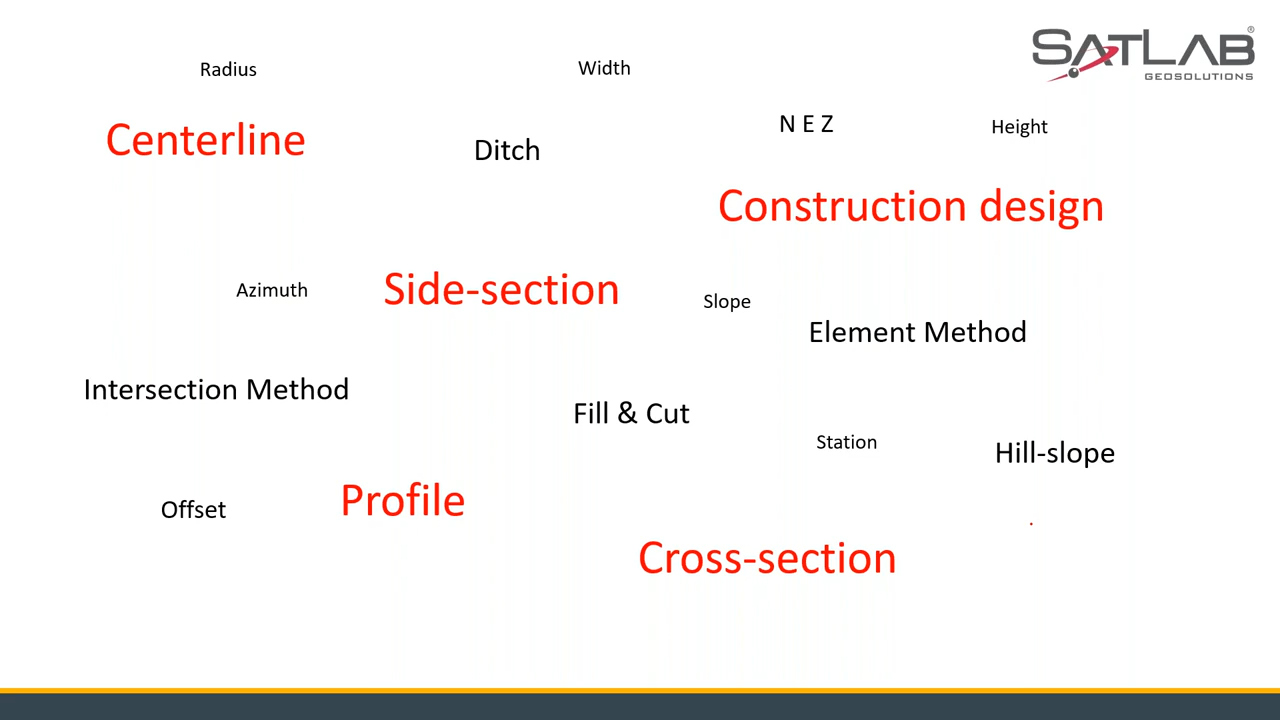 SATLAB®
GEOSOLUTIONS
Radius
Width
N E Z
Height
Centerline
Ditch
Construction design
Azimuth
Side-section
Slope
Element Method
Intersection Method
Fill & Cut
Station
Hill-slope
Offset
Profile
Cross-section